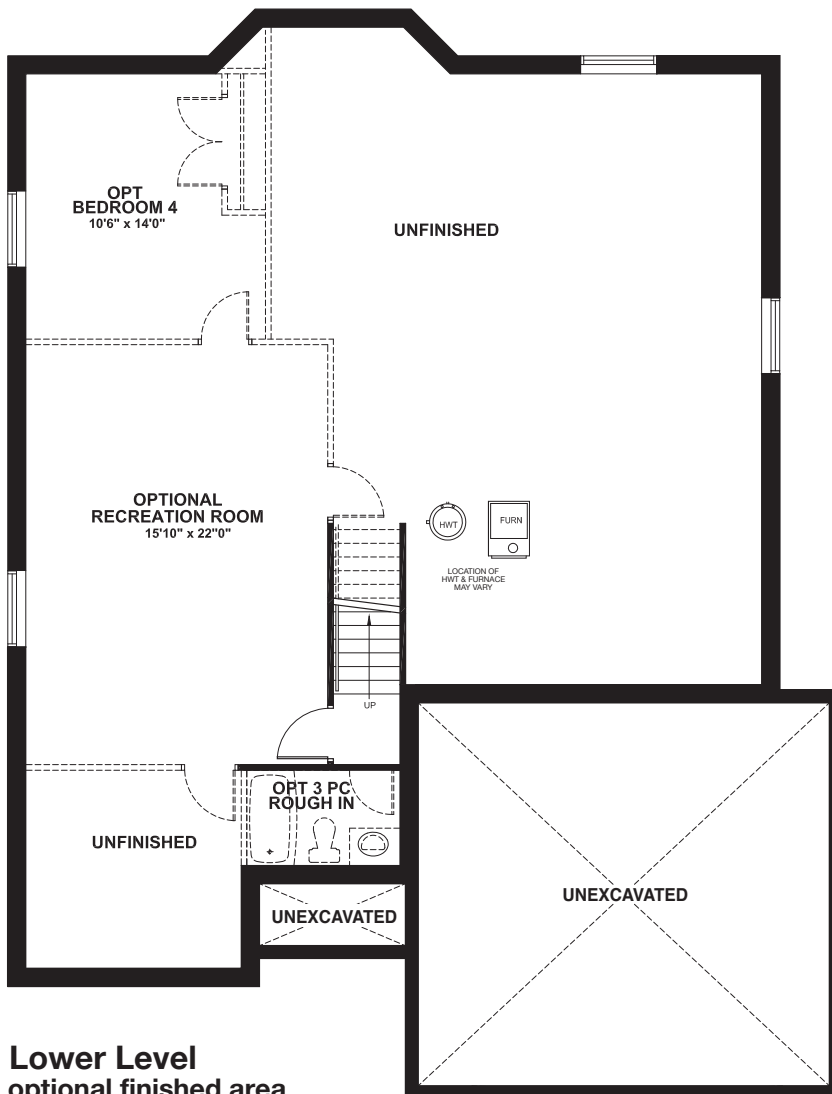 OPT
BEDROOM 4
10'6" x 14'0"
UNFINISHED
OPTIONAL
RECREATION ROOM
15'10" x 22"0"
HWT
FURN
LOCATION OF
HWT & FURNACE
MAY VARY
UP
OPT 3 PC
ROUGH IN
UNFINISHED
UNEXCAVATED
UNEXCAVATED
Lower Level
optional finished area